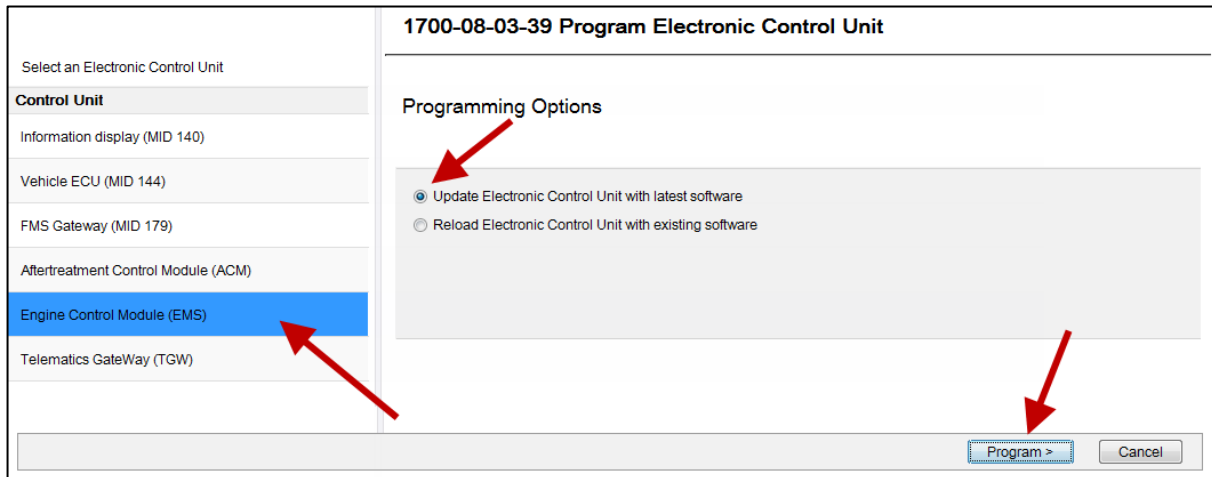 1700-08-03-39 Program Electronic Control Unit
Select an Electronic Control Unit
Control Unit
Information display (MID 140)
Vehicle ECU (MID 144)
FMS Gateway (MID 179)
Aftertreatment Control Module (ACM)
Engine Control Module (EMS)
Telematics GateWay (TGW)
Programming Options
Update Electronic Control Unit with latest software
Reload Electronic Control Unit with existing software
Program >
Cancel